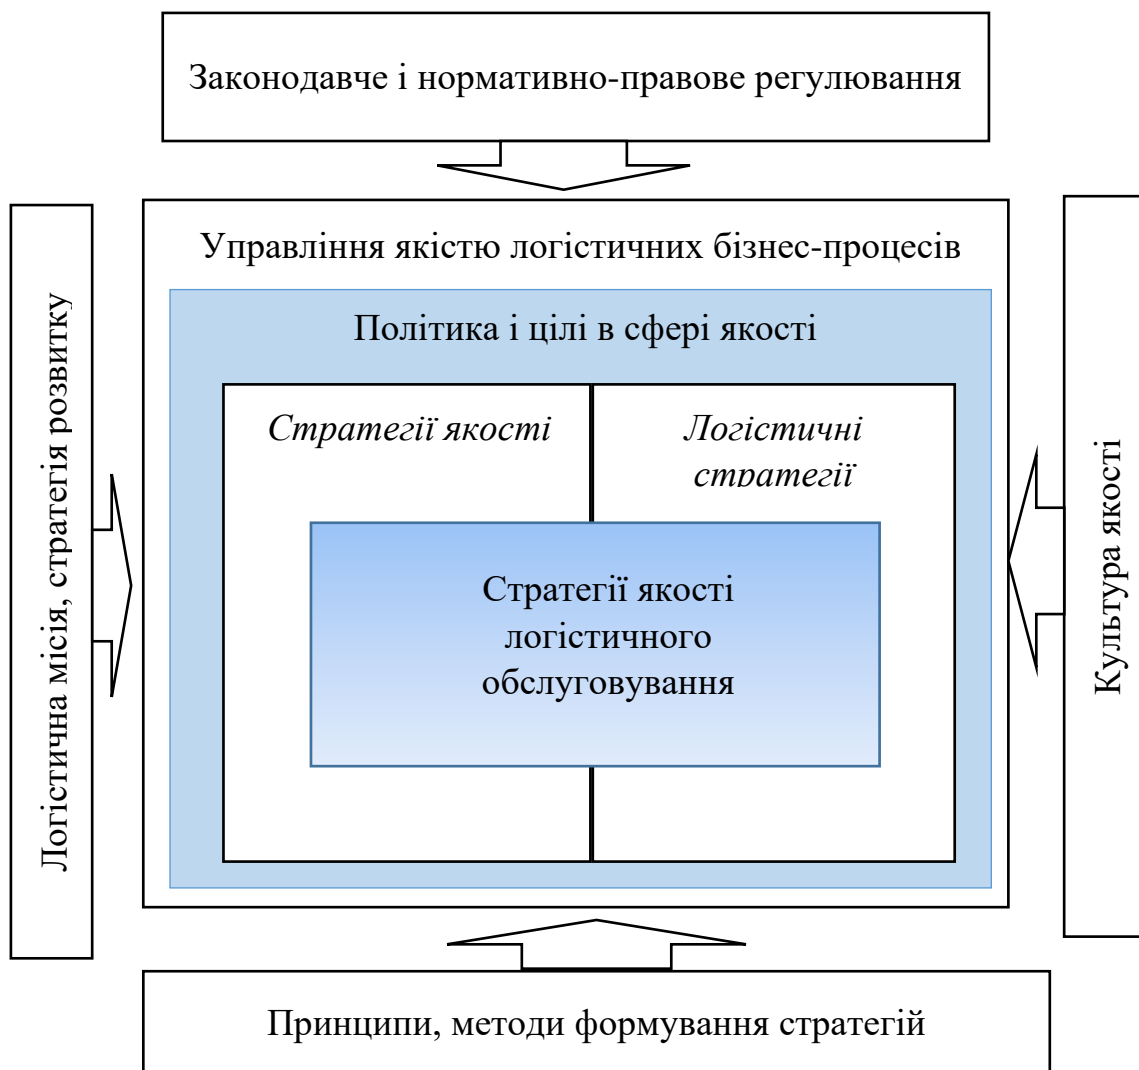 Законодавче і нормативно-правове регулювання
Логістична місія, стратегія розвитку
Управління якістю логістичних бізнес-процесів
Політика і цілі в сфері якості
Стратегії якості
Логістичні
стратегії
Стратегії якості
логістичного
обслуговування
Культура якості
Принципи, методи формування стратегій